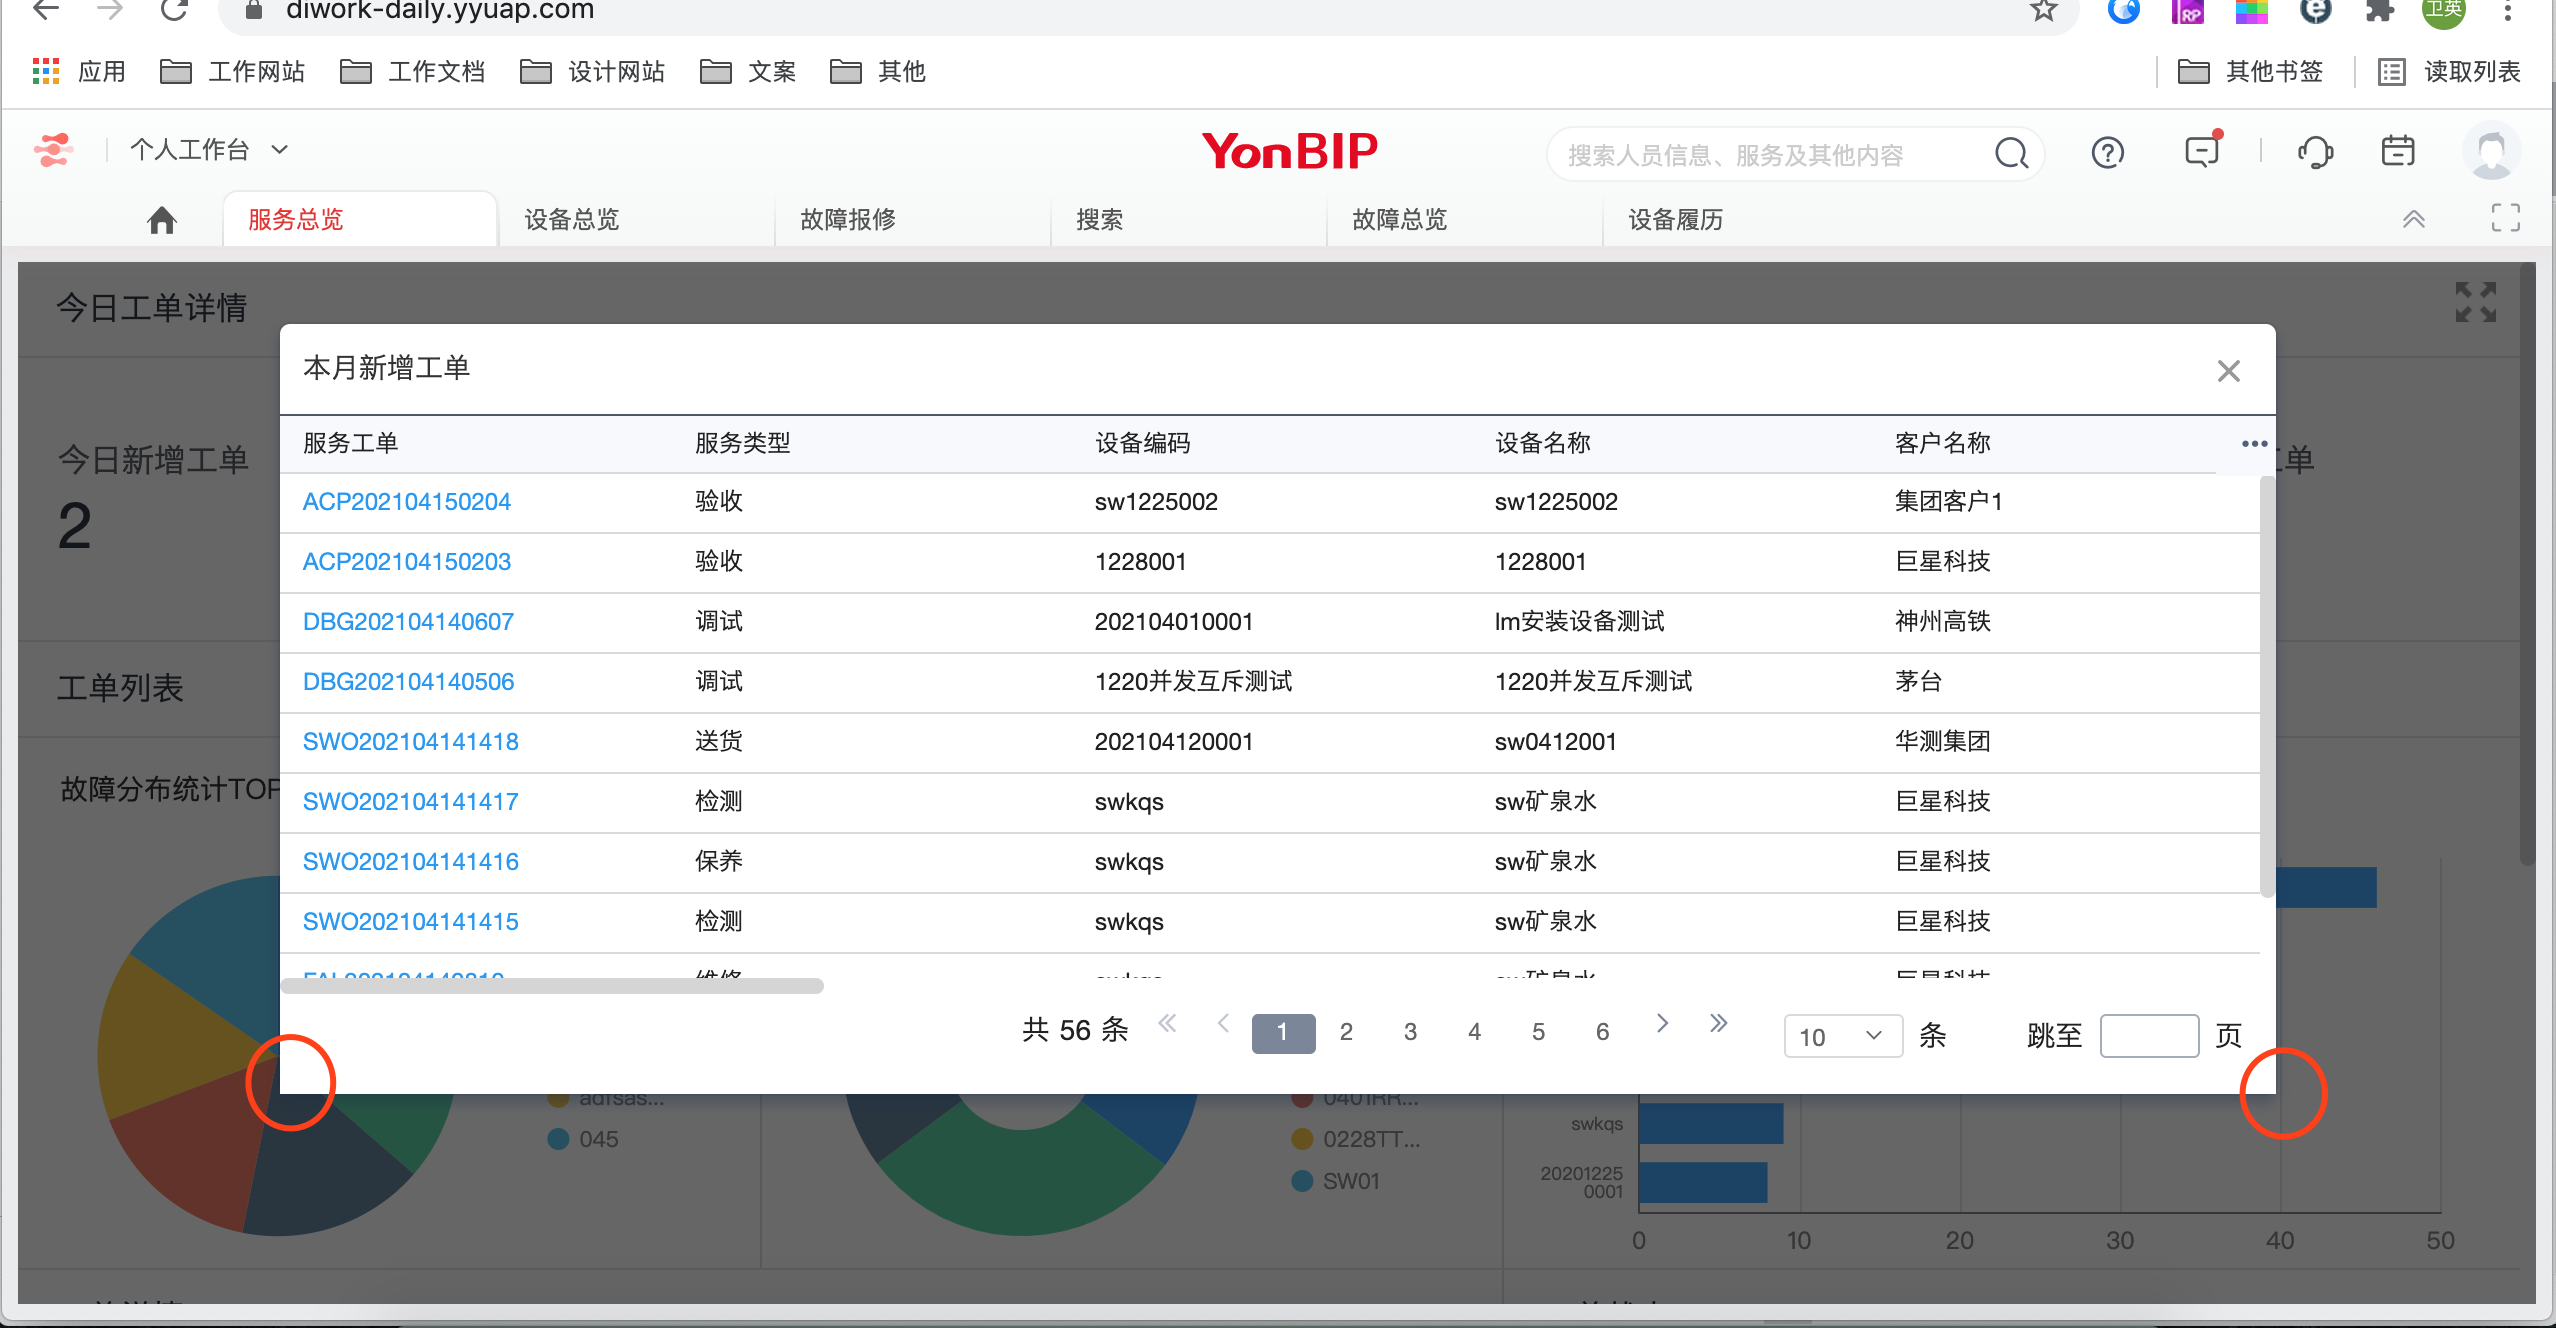 diwork-daily.yyuap.com
卫英
应用 工作网站 工作文档 设计网站 文案 其他 其他书签 读取列表
个人工作台 YonBIP 搜索人员信息、服务及其他内容
服务总览 设备总览 故障报修 搜索 故障总览 设备履历
今日工单详情
本月新增工单
服务工单 服务类型 设备编码 设备名称 客户名称 •••
今日新增工单
单
2
ACP202104150204 验收 sw1225002 sw1225002 集团客户1
ACP202104150203 验收 1228001 1228001 巨星科技
DBG202104140607 调试 202104010001 lm安装设备测试 神州高铁
工单列表
DBG202104140506 调试 1220并发互斥测试 1220并发互斥测试 茅台
SWO202104141418 送货 202104120001 sw0412001 华测集团
故障分布统计TOP
SWO202104141417 检测 swkqs sw矿泉水 巨星科技
SWO202104141416 保养 swkqs sw矿泉水 巨星科技
SWO202104141415 检测 swkqs sw矿泉水 巨星科技
维修 swkqs sw矿泉水 巨星科技
共 56 条 1 2 3 4 5 6 10 条 跳至 页
adfsas... 0401RR...
045 0228TT... swkqs
SW01 20201225
0001
0 10 20 30 40 50